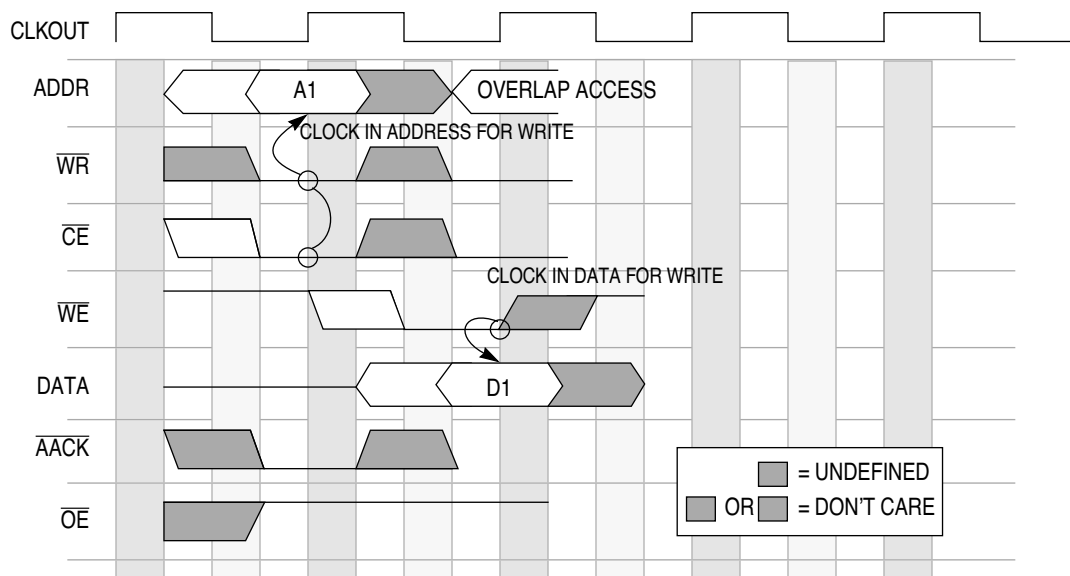 CLKOUT
ADDR
A1
OVERLAP ACCESS
CLOCK IN ADDRESS FOR WRITE
WR
CE
CLOCK IN DATA FOR WRITE
WE
DATA
D1
AACK
= UNDEFINED
OR = DON'T CARE
OE